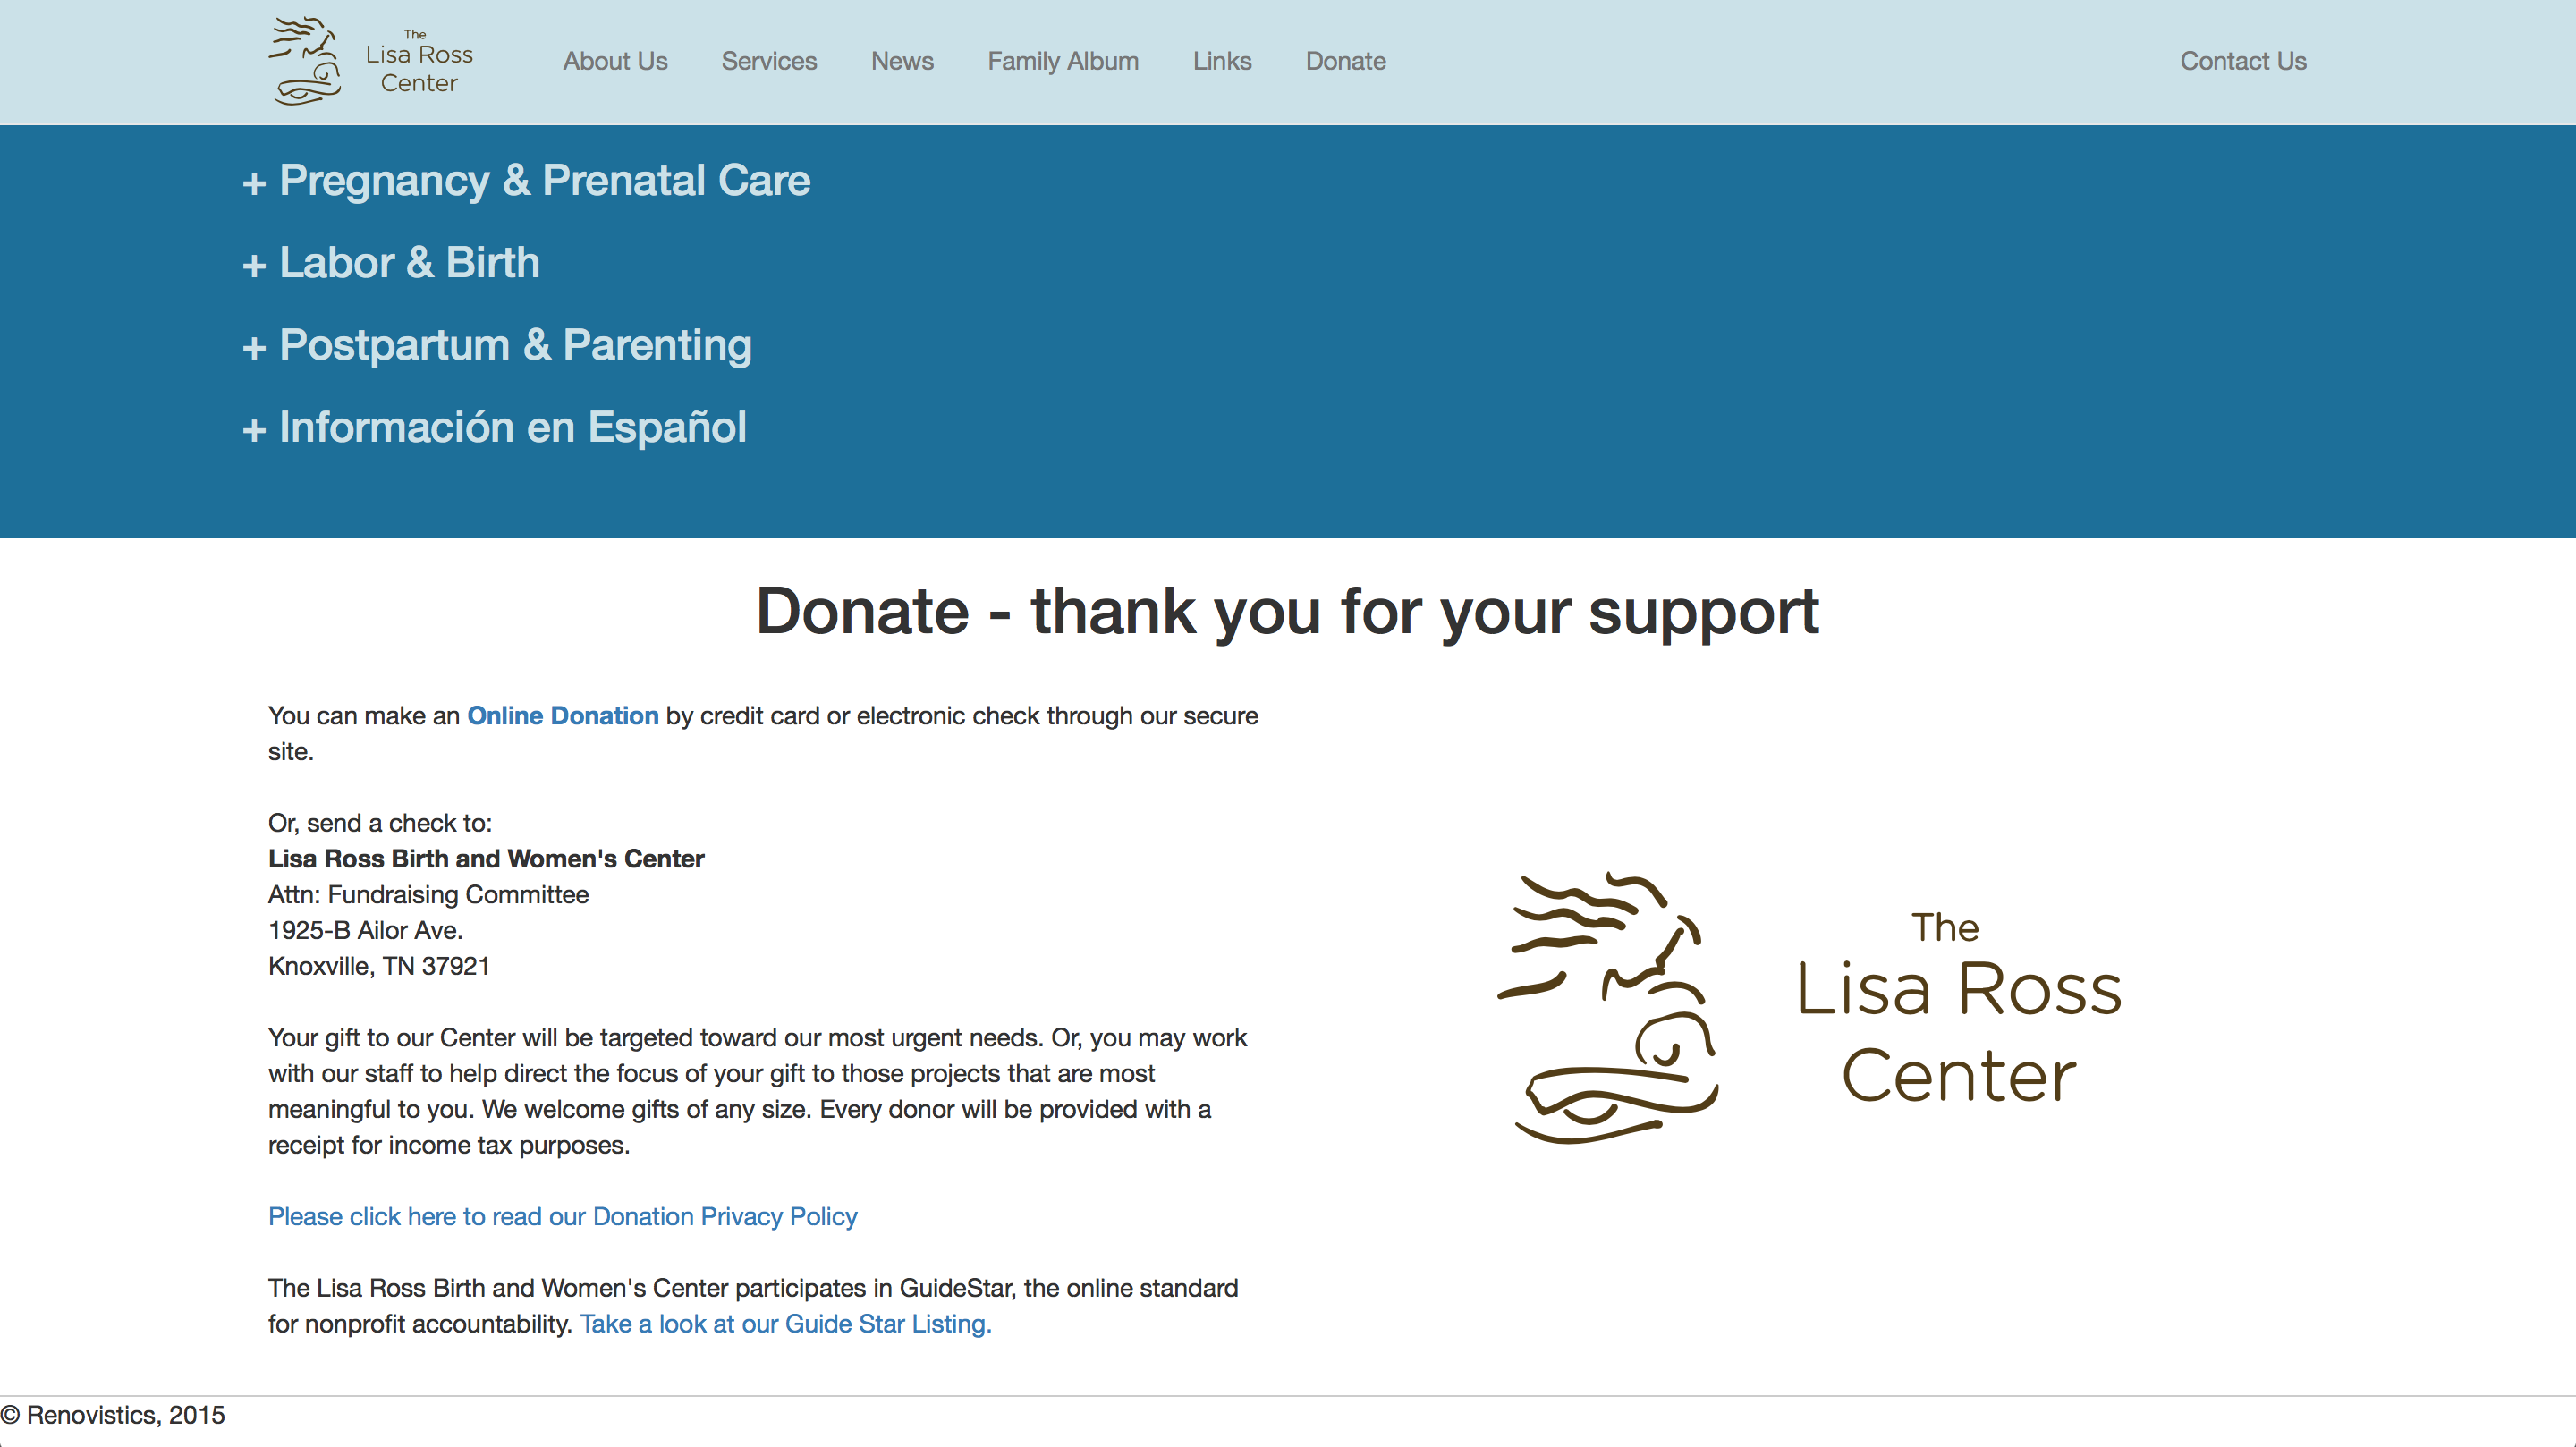 The
Lisa Ross
Center
About Us
Services
News
Family Album
Links
Donate
Contact Us
+ Pregnancy & Prenatal Care
+ Labor & Birth
+ Postpartum & Parenting
+ Información en Español
Donate - thank you for your support
You can make an Online Donation by credit card or electronic check through our secure
site.
Or, send a check to:
Lisa Ross Birth and Women's Center
Attn: Fundraising Committee
1925-B Ailor Ave.
Knoxville, TN 37921
Your gift to our Center will be targeted toward our most urgent needs. Or, you may work
with our staff to help direct the focus of your gift to those projects that are most
meaningful to you. We welcome gifts of any size. Every donor will be provided with a
receipt for income tax purposes.
Please click here to read our Donation Privacy Policy
The Lisa Ross Birth and Women's Center participates in GuideStar, the online standard
for nonprofit accountability. Take a look at our Guide Star Listing.
The
Lisa Ross
Center
© Renovistics, 2015